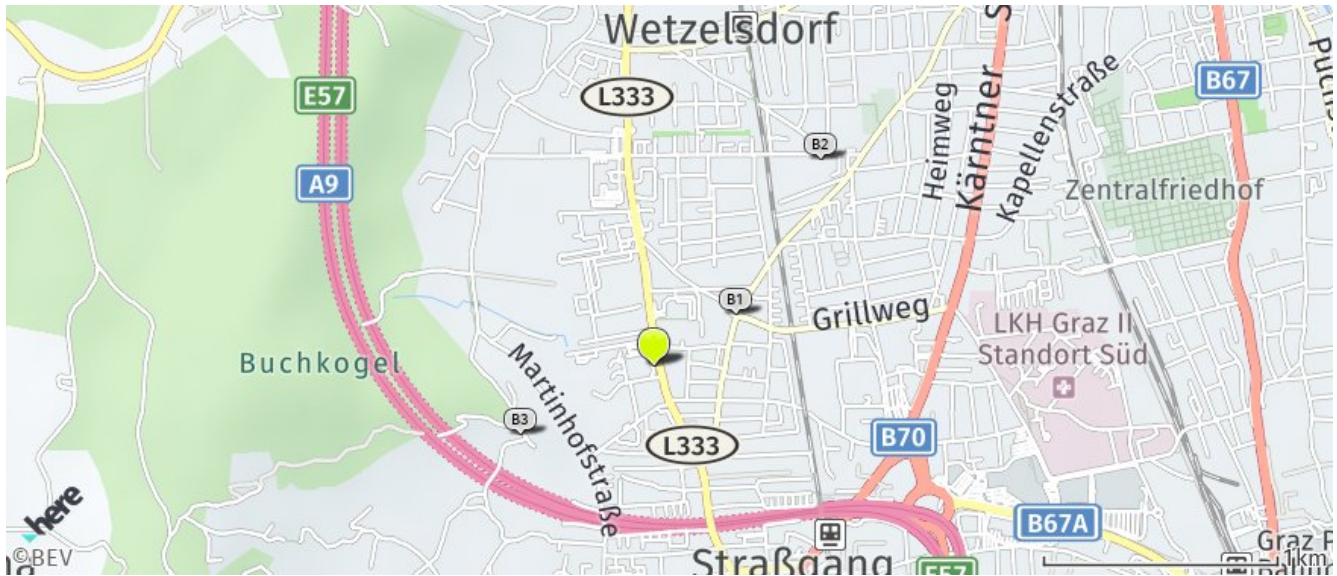 Wetzelsdorf
E57
L333
B67
B2
Heimweg
Kärntner
Kapellenstraße
A9
Zentralfriedhof
B1
Grillweg
LKH Graz II
Standort Süd
Buchkogel
Martinhofstraße
B3
L333
B70
here
B67A
©BEV
Straßgang
E57
1km